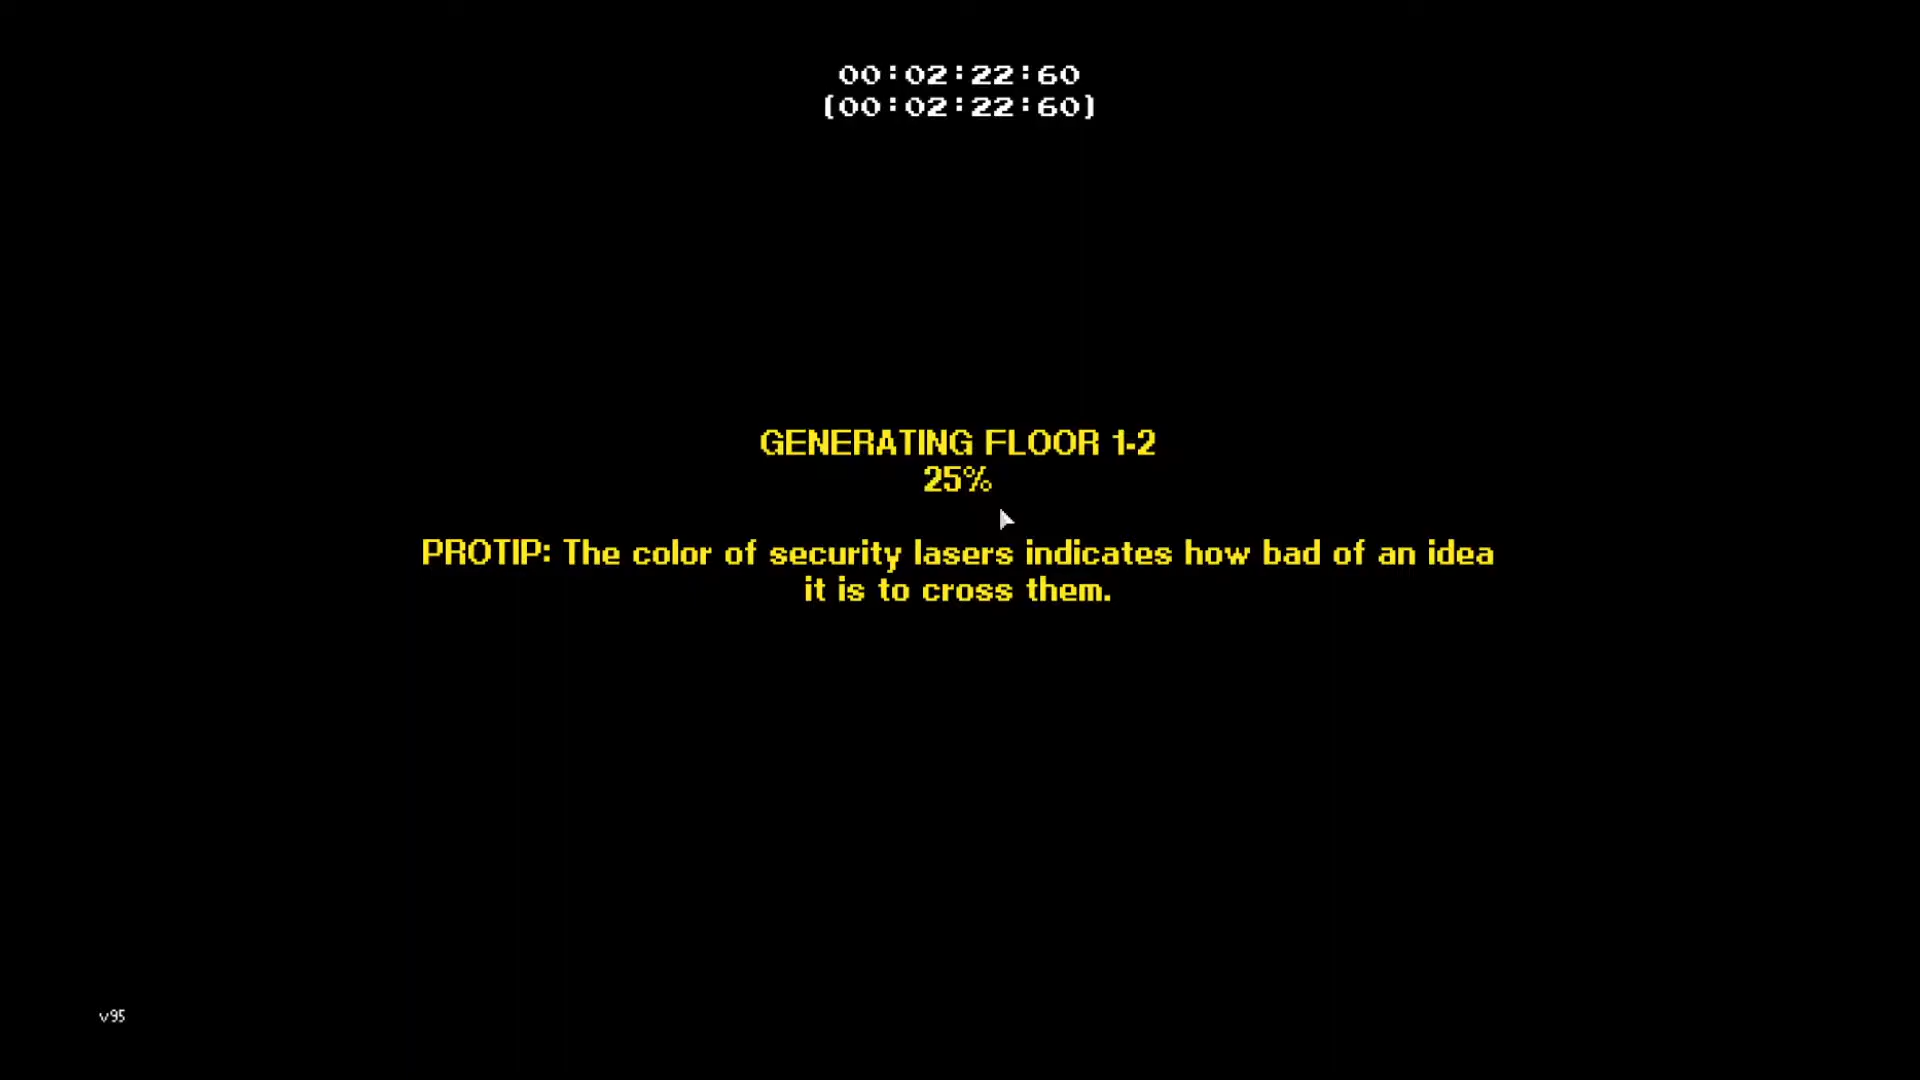 00:02:22:60
(00:02:22:60)
GENERATING FLOOR 1-2
25%
PROTIP: The color of security lasers indicates how bad of an idea
it is to cross them.
v95